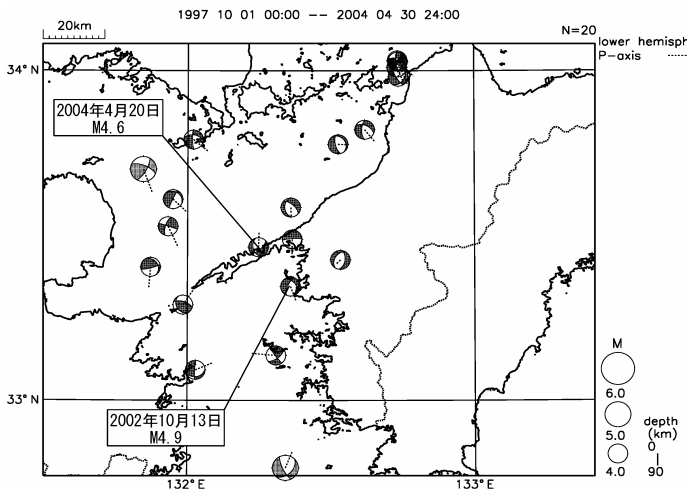 1997 10 01 00:00 -- 2004 04 30 24:00
20km
N=20
lower hemisph
P-axis
34°N
2004年4月20日
M4.6
33°N
2002年10月13日
M4.9
132°E
133°E
M
6.0
5.0
4.0
depth
(km)
0
90